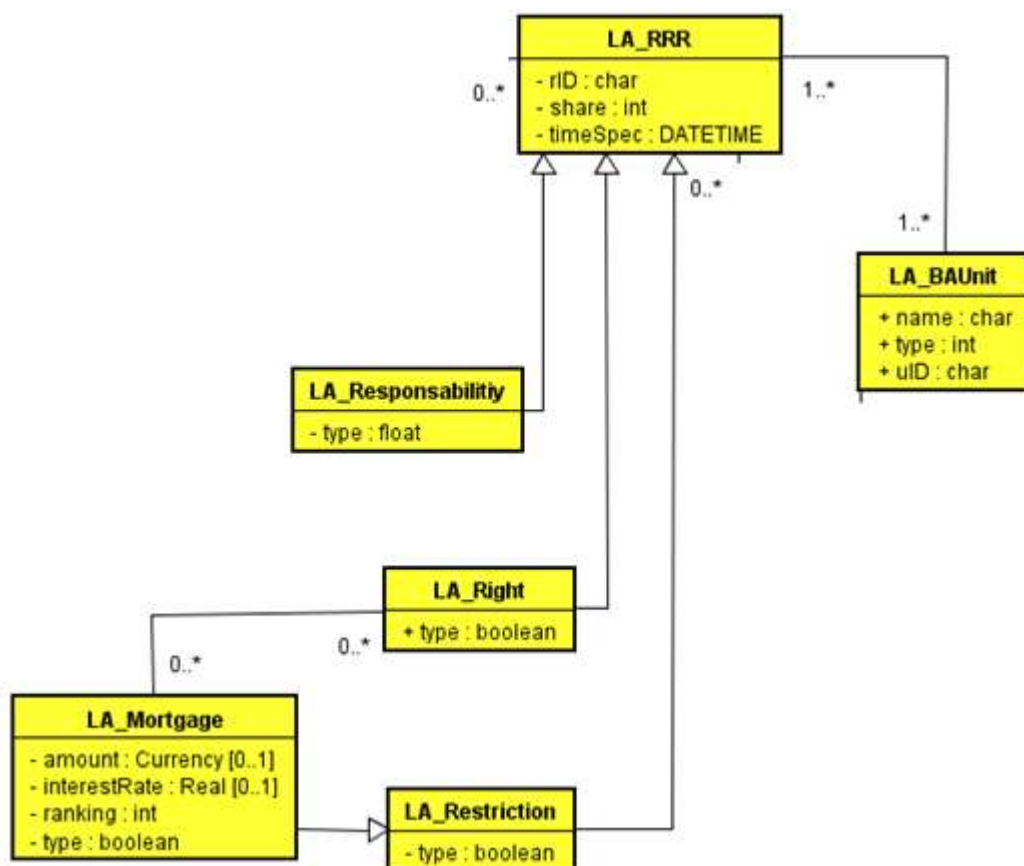 LA_RRR
- rID : char
- share : int
- timeSpec : DATETIME
0..*
1..*
0..*
1..*
LA_BAUnit
+ name : char
+ type : int
+ uID : char
LA_Responsabilitiy
- type : float
LA_Right
+ type : boolean
0..*
0..*
LA_Mortgage
- amount : Currency [0..1]
- interestRate : Real [0..1]
- ranking : int
- type : boolean
LA_Restriction
- type : boolean